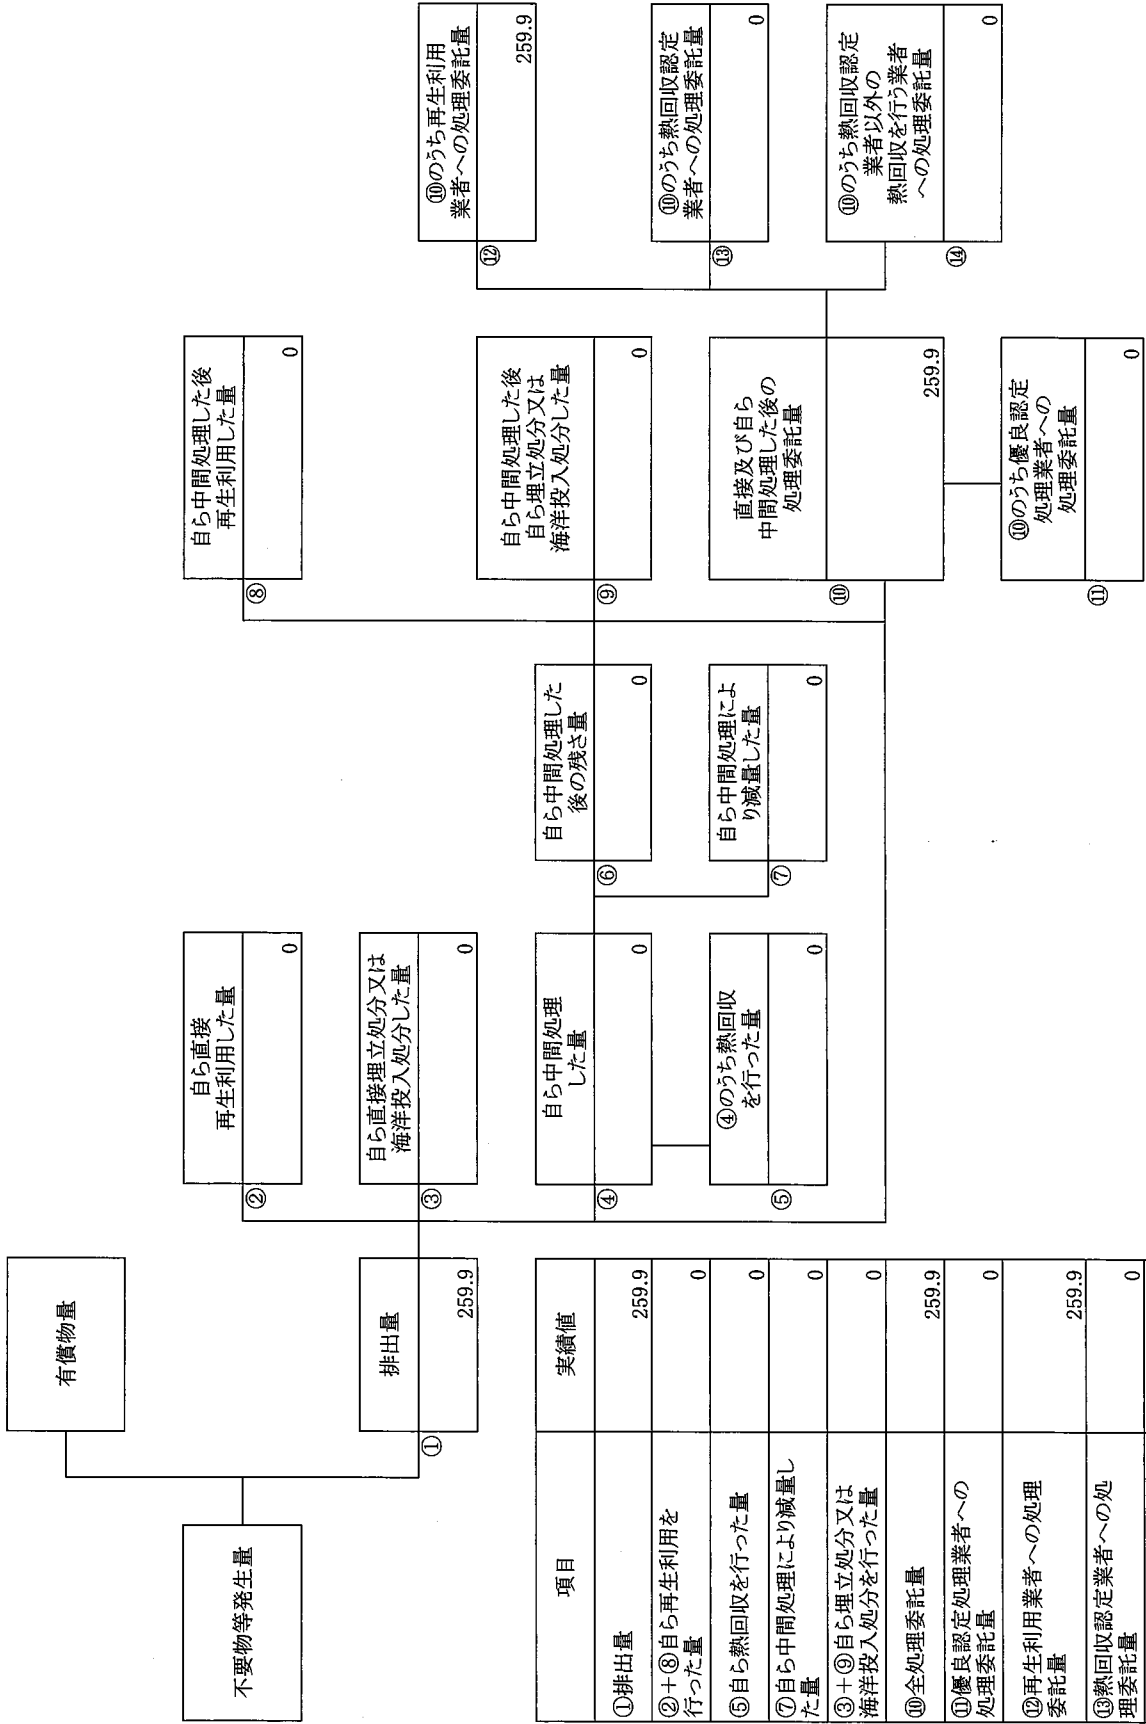 不要物等発生量
有償物量
排出量
①
259.9
自ら直接
再生利用した量
②
0
自ら直接埋立処分又は
海洋投入処分した量
③
0
自ら中間処理
した量
④
0
④のうち熱回収
を行った量
⑤
0
自ら中間処理した
後の残さ量
⑥
0
自ら中間処理によ
り減量した量
⑦
0
自ら中間処理した後
再生利用した量
⑧
0
自ら中間処理した後
自ら埋立処分又は
海洋投入処分した量
⑨
0
直接及び自ら
中間処理した後の
処理委託量
⑩
259.9
⑩のうち優良認定
処理業者への
処理委託量
⑪
0
⑩のうち再生利用
業者への処理委託量
⑫
259.9
⑩のうち熱回収認定
業者への処理委託量
⑬
0
⑩のうち熱回収認定
業者以外の
熱回収を行う業者
への処理委託量
⑭
0
項目 実績値
①排出量 259.9
②+⑧自ら再生利用を
行った量 0
⑤自ら熱回収を行った量 0
⑦自ら中間処理により減量し
た量 0
③+⑨自ら埋立処分又は
海洋投入処分を行った量 0
⑩全処理委託量 259.9
⑪優良認定処理業者への
処理委託量 0
⑫再生利用業者への処理
委託量 259.9
⑬熱回収認定業者への処
理委託量 0